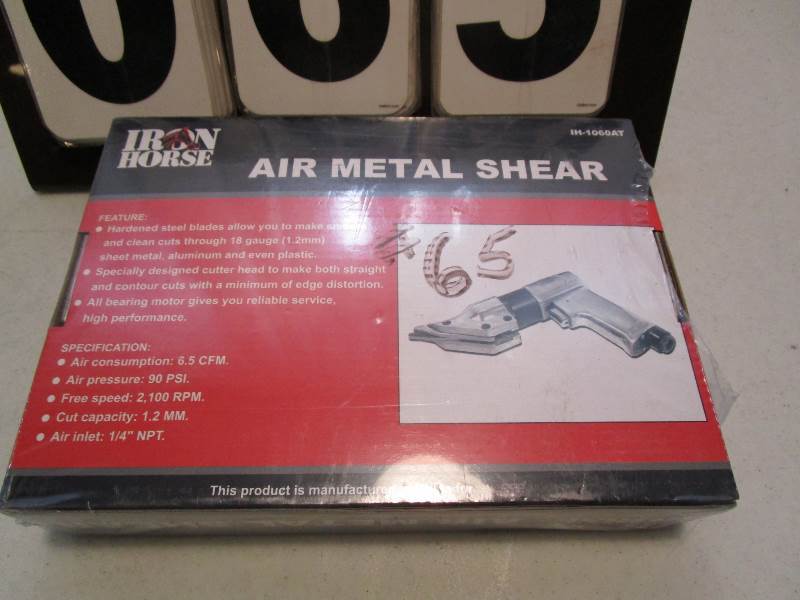 065
IRON
HORSE
IH-1060AT
AIR METAL SHEAR
FEATURE:
● Hardened steel blades allow you to make
and clean cuts through 18 gauge (1.2mm)
sheet metal, aluminum and even plastic.
● Specially designed cutter head to make both straight
and contour cuts with a minimum of edge distortion.
● All bearing motor gives you reliable service,
high performance.
#65
SPECIFICATION:
● Air consumption: 6.5 CFM.
● Air pressure: 90 PSI.
● Free speed: 2,100 RPM.
● Cut capacity: 1.2 MM.
● Air inlet: 1/4" NPT.
This product is